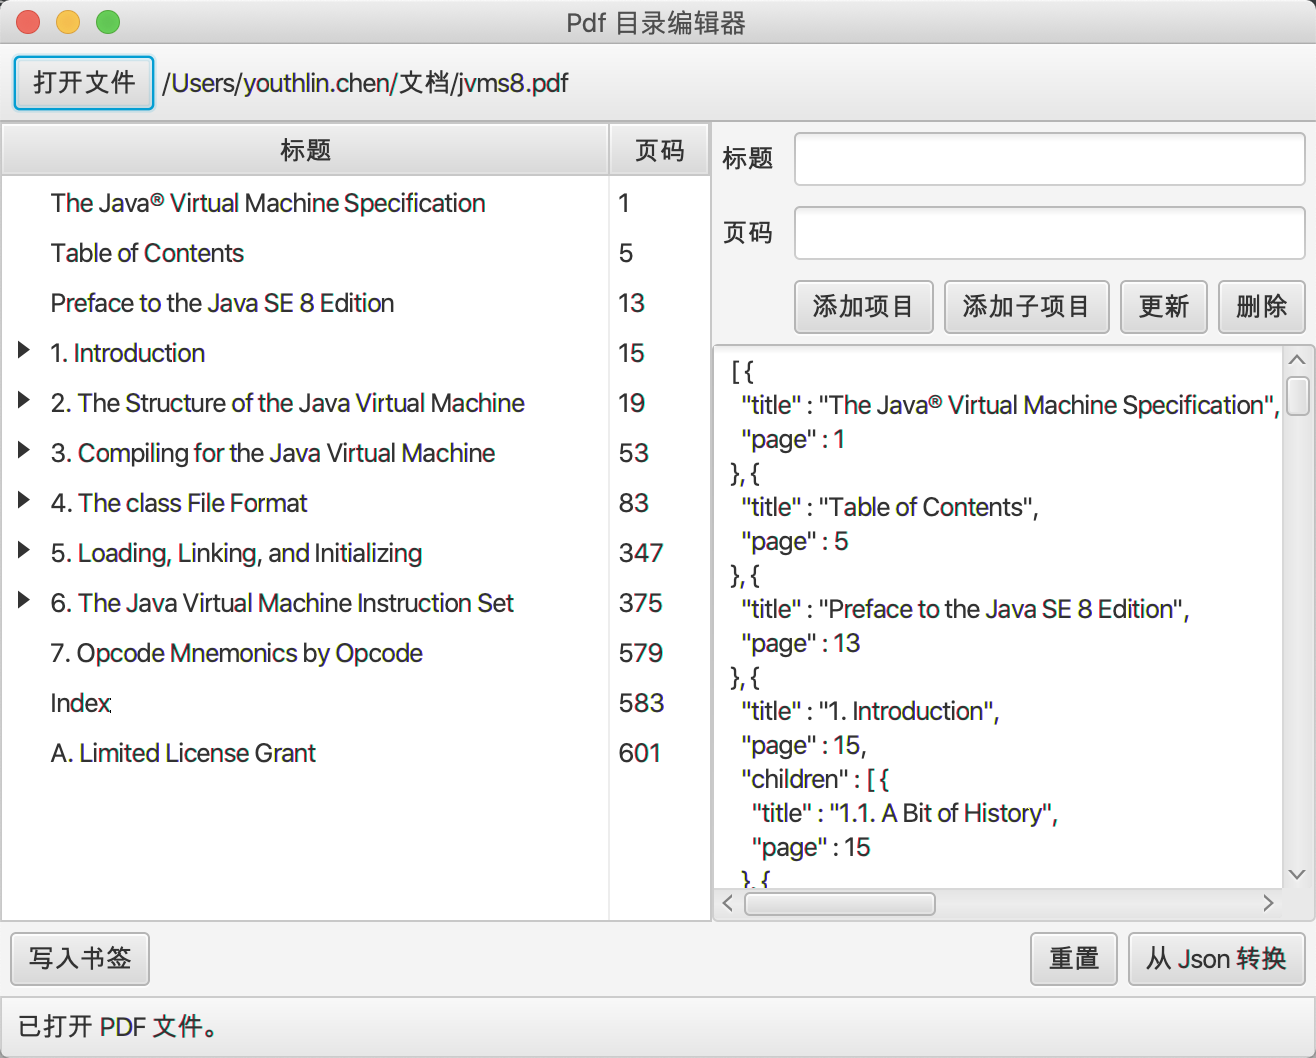 Pdf 目录编辑器
打开文件 /Users/youthlin.chen/文档/jvms8.pdf
标题 页码
The Java® Virtual Machine Specification 1
Table of Contents 5
Preface to the Java SE 8 Edition 13
1. Introduction 15
2. The Structure of the Java Virtual Machine 19
3. Compiling for the Java Virtual Machine 53
4. The class File Format 83
5. Loading, Linking, and Initializing 347
6. The Java Virtual Machine Instruction Set 375
7. Opcode Mnemonics by Opcode 579
Index 583
A. Limited License Grant 601
标题
页码
添加项目 添加子项目 更新 删除
[ {
"title" : "The Java® Virtual Machine Specification",
"page" : 1
}, {
"title" : "Table of Contents",
"page" : 5
}, {
"title" : "Preface to the Java SE 8 Edition",
"page" : 13
}, {
"title" : "1. Introduction",
"page" : 15,
"children" : [ {
"title" : "1.1. A Bit of History",
"page" : 15
}, {
写入书签 重置 从 Json 转换
已打开 PDF 文件。